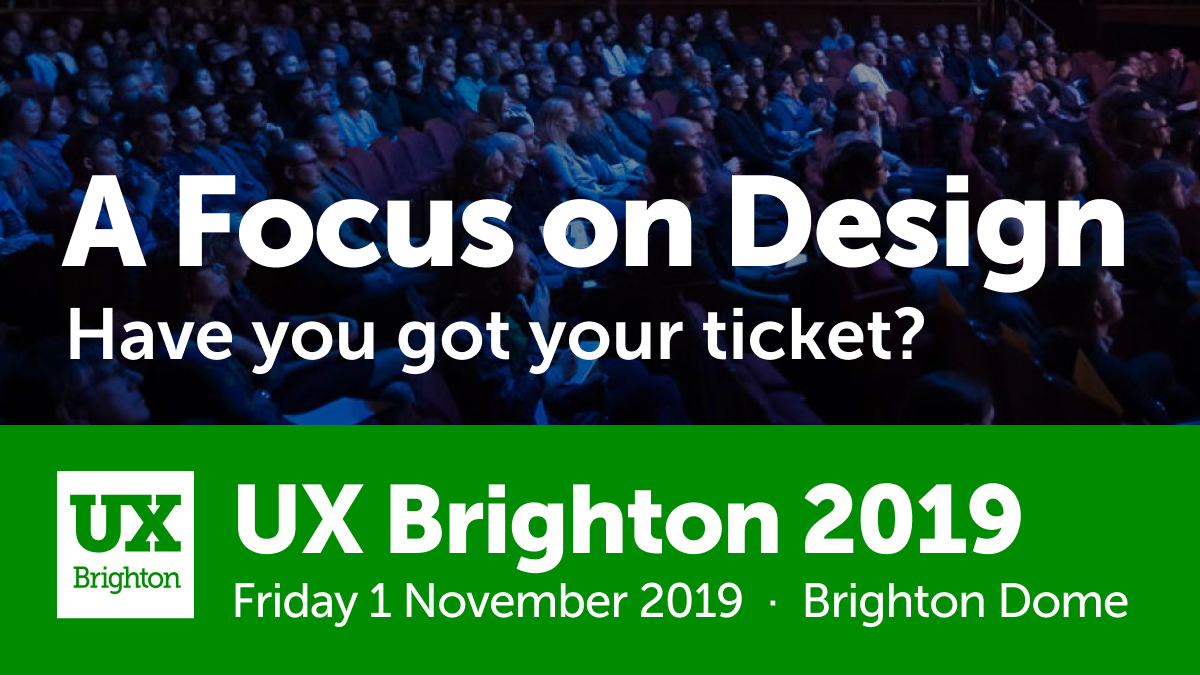 A Focus on Design
Have you got your ticket?
UX
Brighton
UX Brighton 2019
Friday 1 November 2019 · Brighton Dome